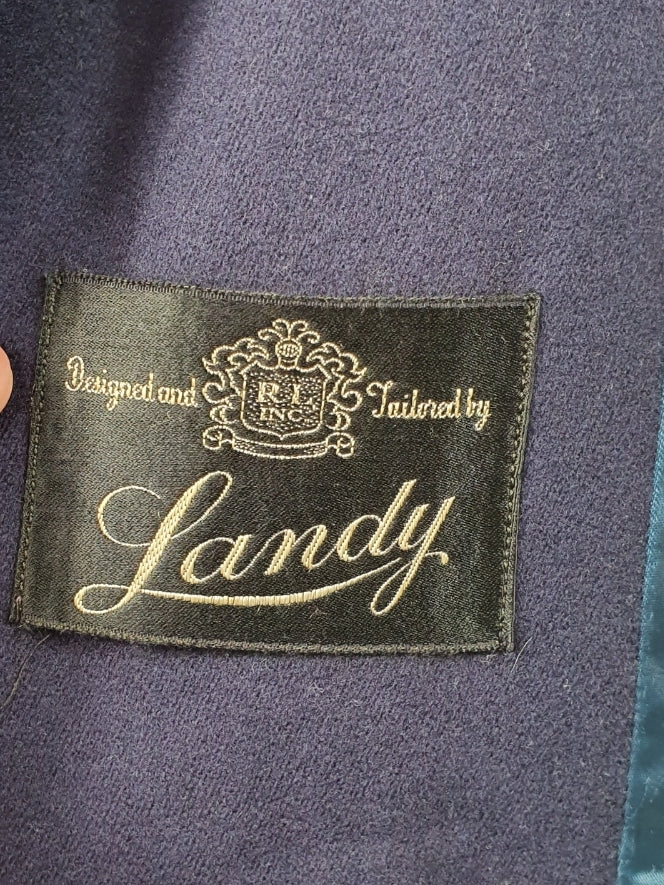 Designed and
R L
INC
Tailored by
Landy